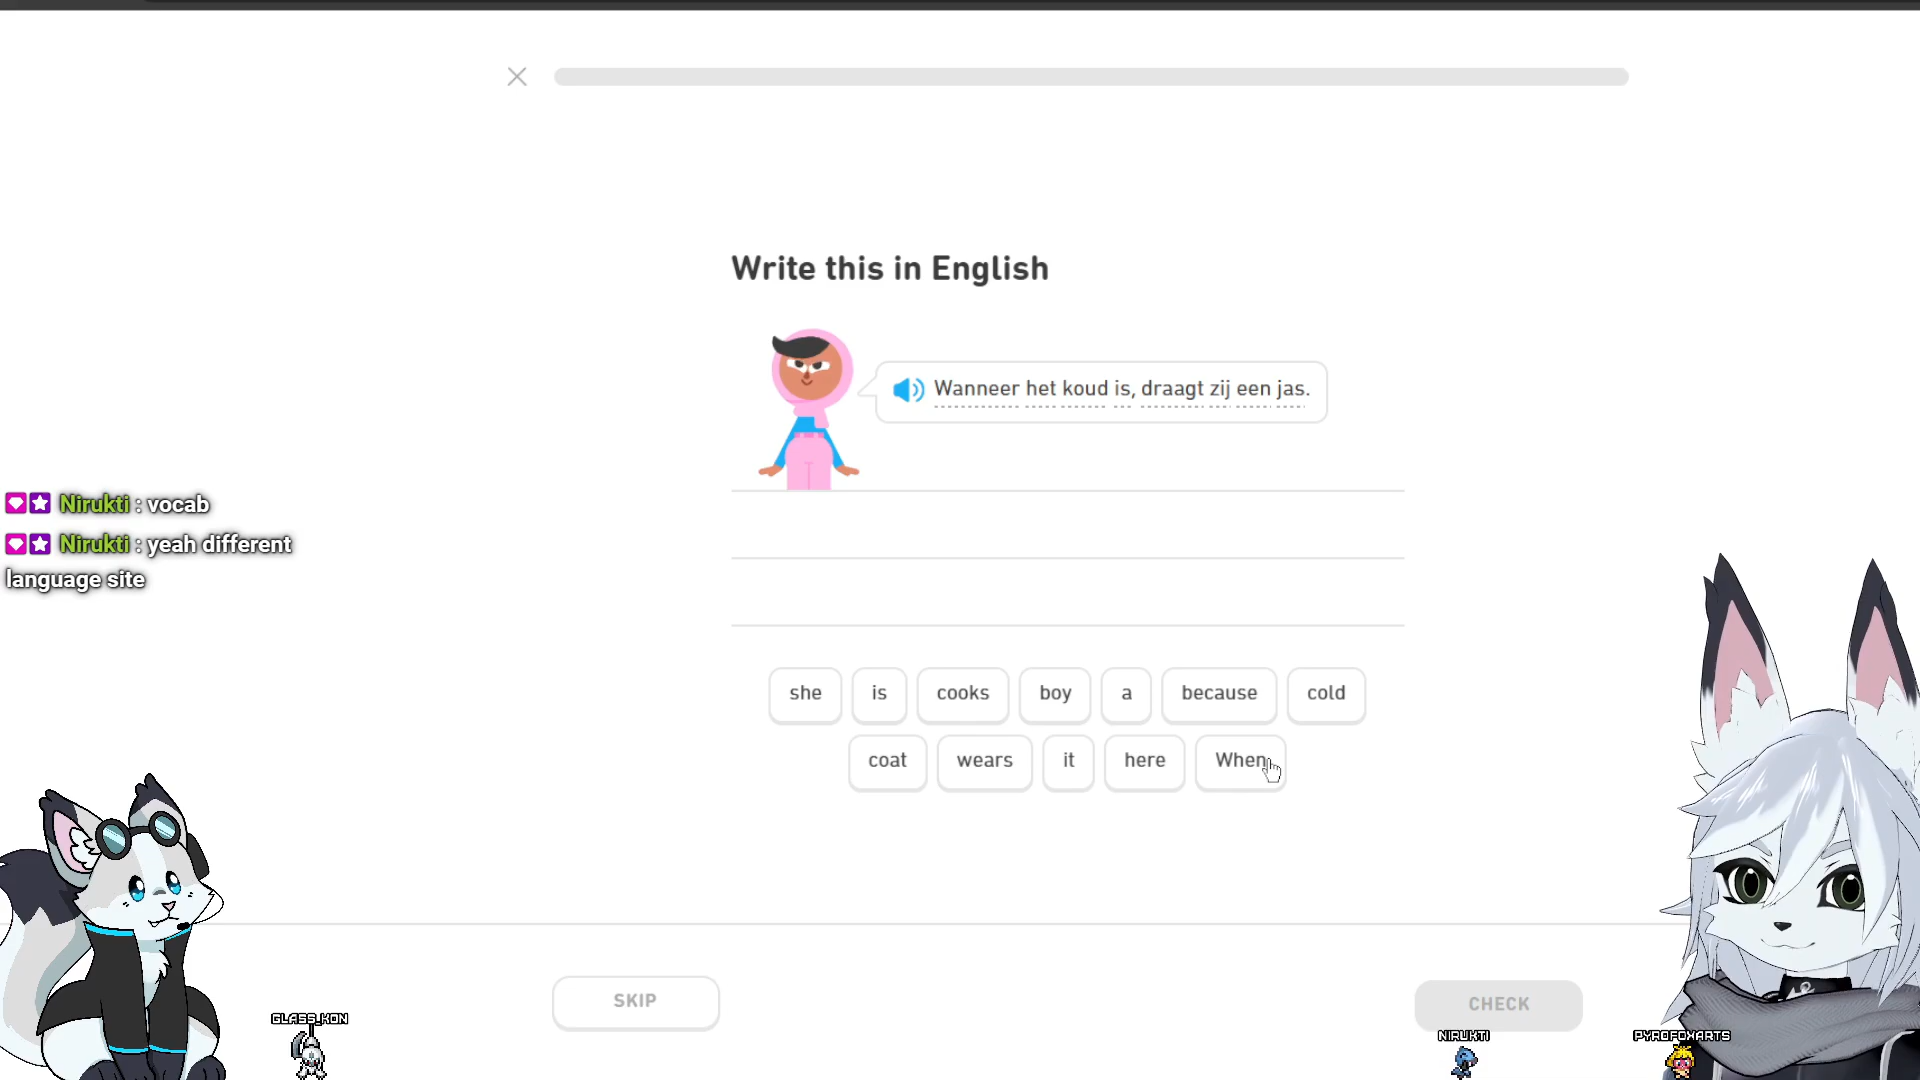 Write this in English
Wanneer het koud is, draagt zij een jas.
Nirukti : vocab
Nirukti : yeah different
language site
she is cooks boy a because cold
coat wears it here When
SKIP
CHECK
GLASS_KON
NIRUKTI
PYROFOXARTS